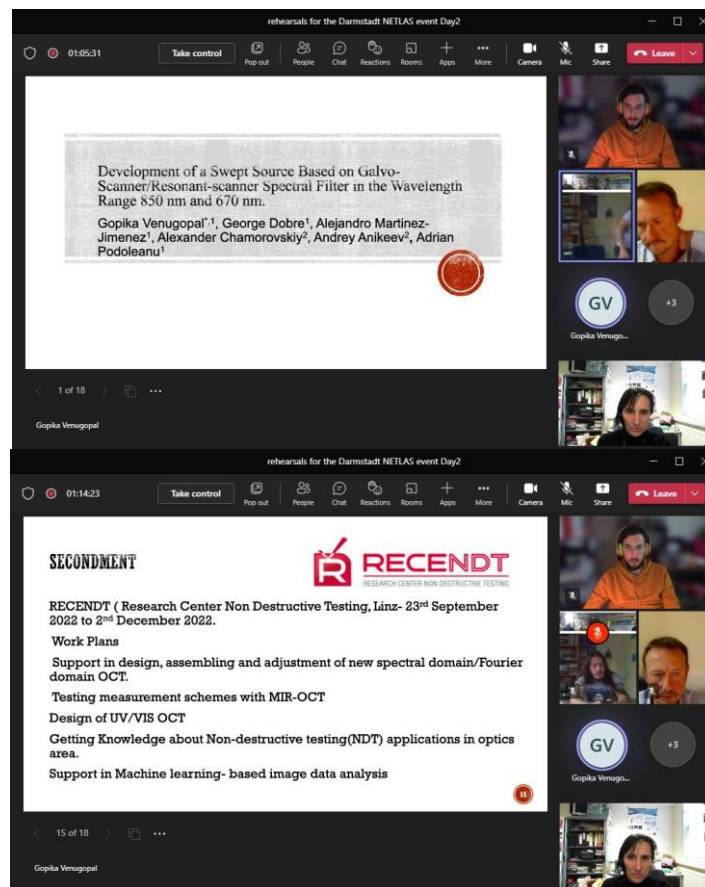 rehearsals for the Darmstadt NETLAS event Day2
01:05:31
Take control
Pop out
People
Chat
Reactions
Rooms
Apps
More
Camera
Mic
Share
Leave
Development of a Swept Source Based on Galvo-
Scanner/Resonant-scanner Spectral Filter in the Wavelength
Range 850 nm and 670 nm.
Gopika Venugopal*,1, George Dobre1, Alejandro Martinez-
Jimenez1, Alexander Chamorovskiy2, Andrey Anikeev2, Adrian
Podoleanu1
GV
+3
Gopika Venugo...
1 of 18
Gopika Venugopal
rehearsals for the Darmstadt NETLAS event Day2
01:14:23
Take control
Pop out
People
Chat
Reactions
Rooms
Apps
More
Camera
Mic
Share
Leave
SECONDMENT
RECENDT
RESEARCH CENTER NON DESTRUCTIVE TESTING
RECENDT ( Research Center Non Destructive Testing, Linz- 23rd September
2022 to 2nd December 2022.
Work Plans
Support in design, assembling and adjustment of new spectral domain/Fourier
domain OCT.
Testing measurement schemes with MIR-OCT
Design of UV/VIS OCT
Getting Knowledge about Non-destructive testing(NDT) applications in optics
area.
Support in Machine learning- based image data analysis
15
GV
+3
Gopika Venugo...
15 of 18
Gopika Venugopal